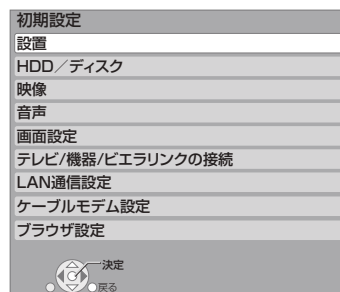 初期設定
設置
HDD／ディスク
映像
音声
画面設定
テレビ/機器/ビエラリンクの接続
LAN通信設定
ケーブルモデム設定
ブラウザ設定
決定
戻る